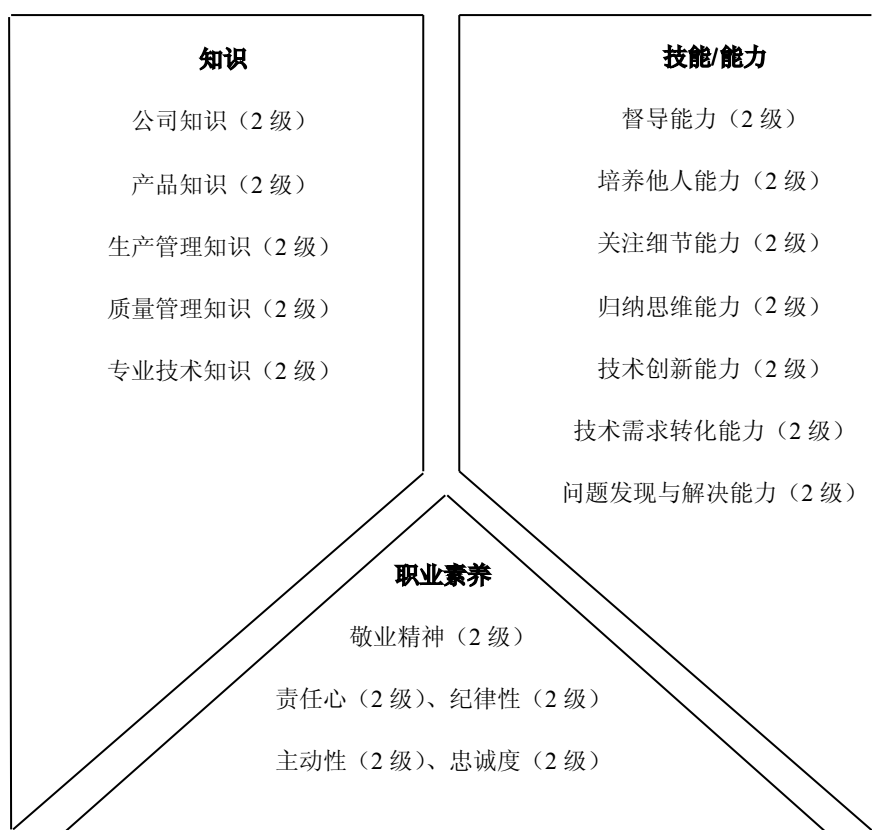 知识
公司知识（2 级）
产品知识（2 级）
生产管理知识（2 级）
质量管理知识（2 级）
专业技术知识（2 级）
技能/能力
督导能力（2 级）
培养他人能力（2 级）
关注细节能力（2 级）
归纳思维能力（2 级）
技术创新能力（2 级）
技术需求转化能力（2 级）
问题发现与解决能力（2 级）
职业素养
敬业精神（2 级）
责任心（2 级）、纪律性（2 级）
主动性（2 级）、忠诚度（2 级）